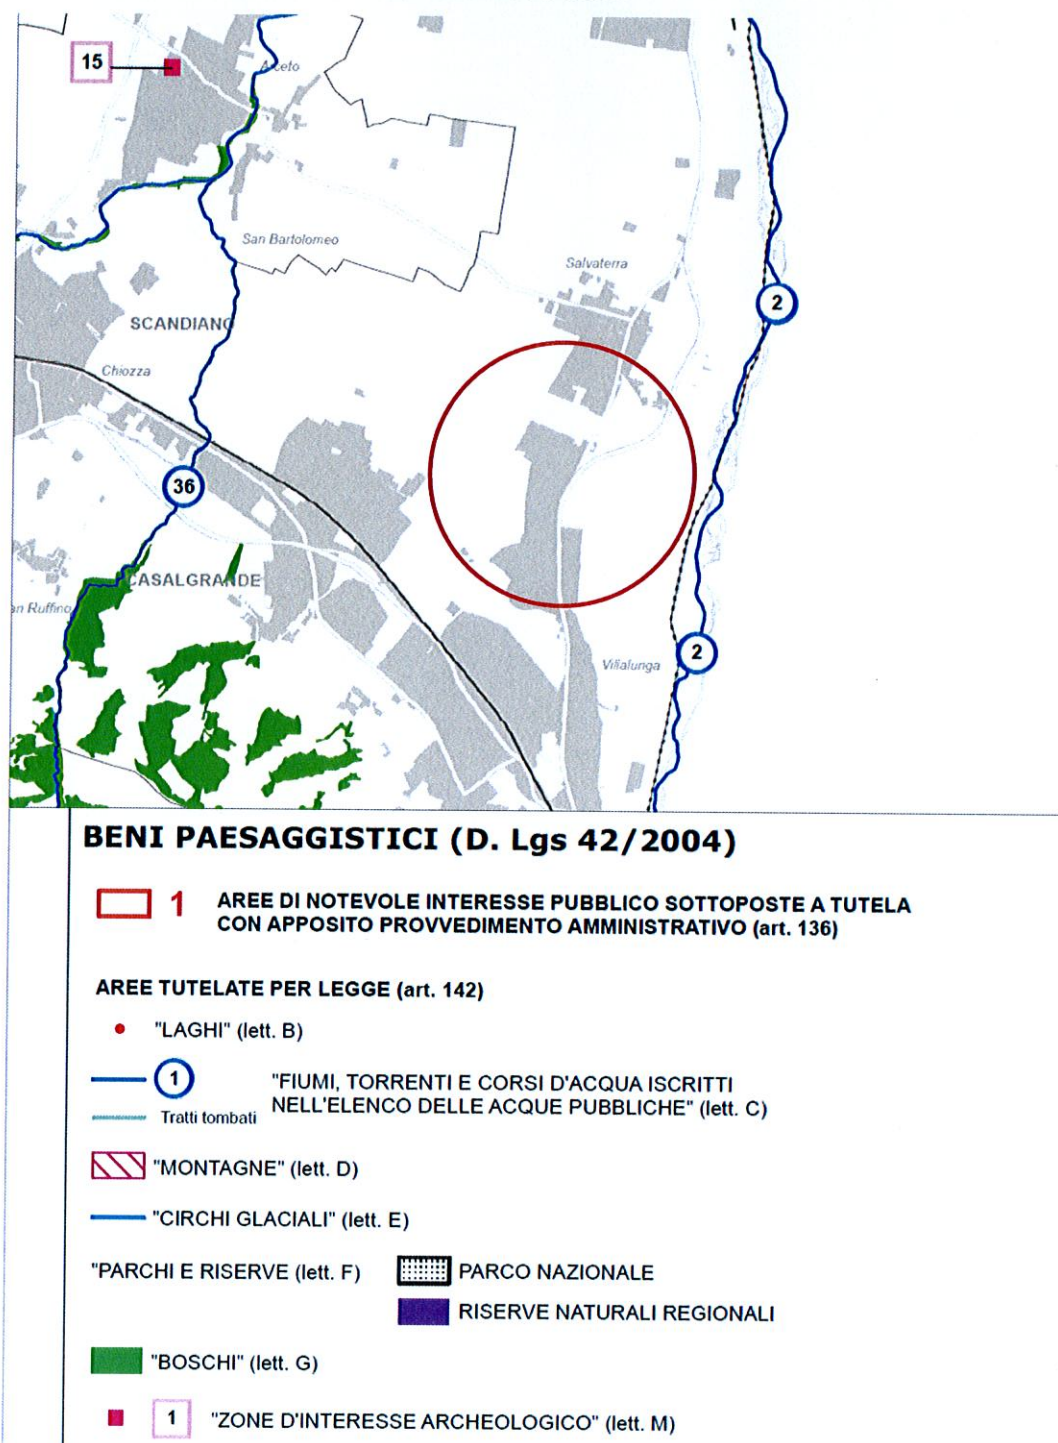 15
Arceto
San Bartolomeo
Salvaterra
2
SCANDIANO
Chiozza
36
CASALGRANDE
an Ruffino
Villalunga
2
BENI PAESAGGISTICI (D. Lgs 42/2004)
1 AREE DI NOTEVOLE INTERESSE PUBBLICO SOTTOPOSTE A TUTELA
CON APPOSITO PROVVEDIMENTO AMMINISTRATIVO (art. 136)
AREE TUTELATE PER LEGGE (art. 142)
"LAGHI" (lett. B)
1 "FIUMI, TORRENTI E CORSI D'ACQUA ISCRITTI
NELL'ELENCO DELLE ACQUE PUBBLICHE" (lett. C)
Tratti tombati
"MONTAGNE" (lett. D)
"CIRCHI GLACIALI" (lett. E)
"PARCHI E RISERVE (lett. F) PARCO NAZIONALE
RISERVE NATURALI REGIONALI
"BOSCHI" (lett. G)
1 "ZONE D'INTERESSE ARCHEOLOGICO" (lett. M)